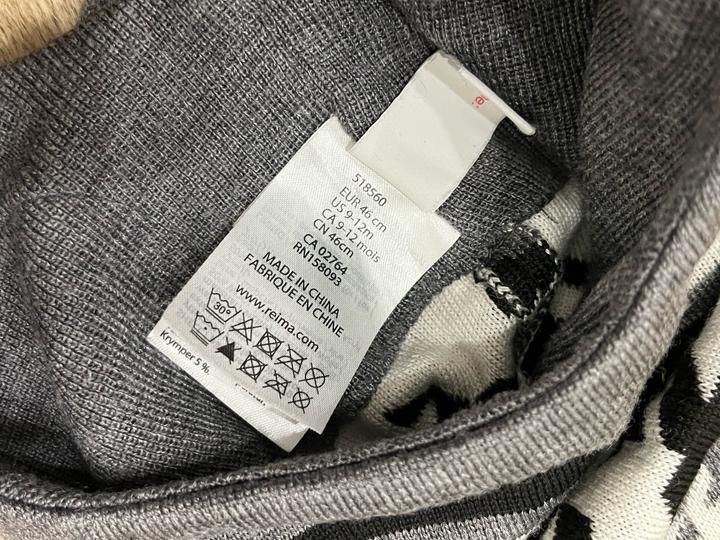 518560
EUR 46 cm
US 9-12m
CA 9-12 mois
CN 46cm
CA 02764
RN158093
MADE IN CHINA
FABRIQUE EN CHINE
www.reima.com
30°
Krymper 5 %